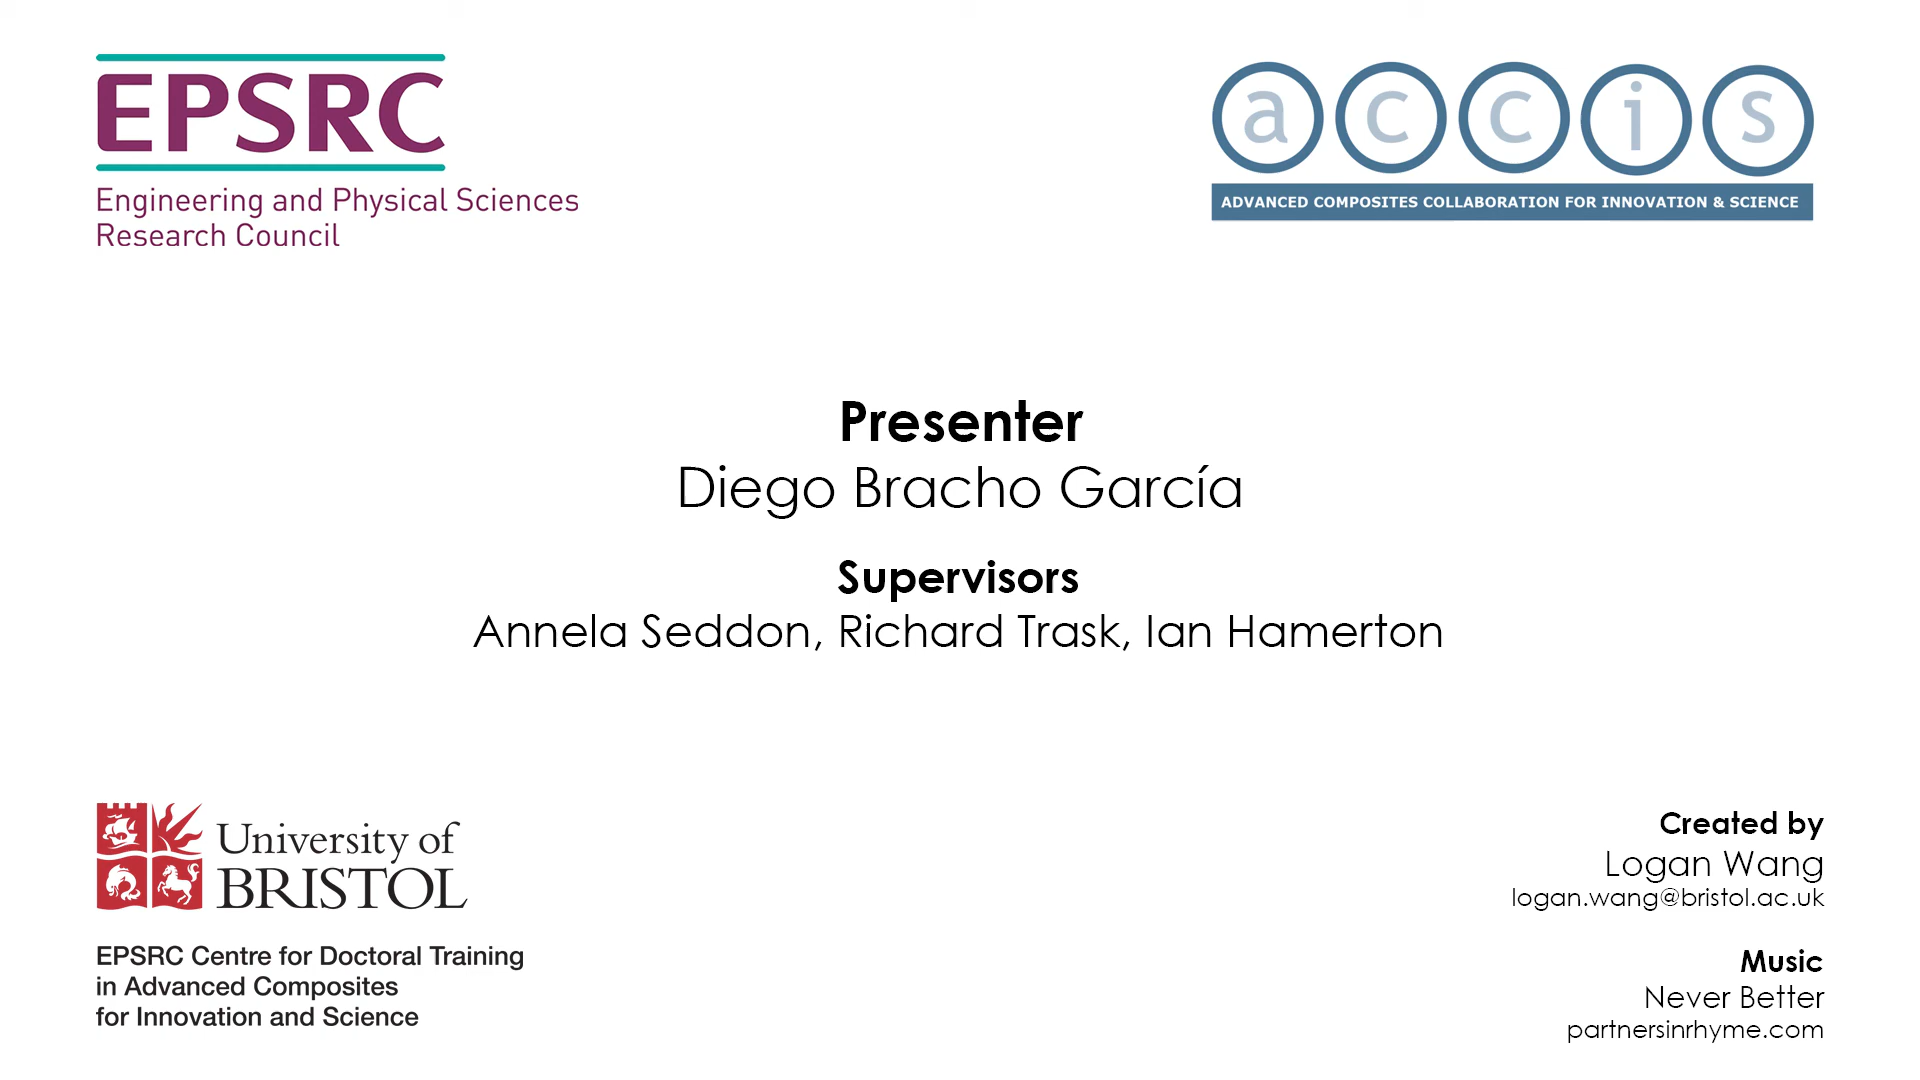 EPSRC
Engineering and Physical Sciences
Research Council
accis
ADVANCED COMPOSITES COLLABORATION FOR INNOVATION & SCIENCE
Presenter
Diego Bracho García
Supervisors
Annela Seddon, Richard Trask, Ian Hamerton
University of
BRISTOL
EPSRC Centre for Doctoral Training
in Advanced Composites
for Innovation and Science
Created by
Logan Wang
logan.wang@bristol.ac.uk
Music
Never Better
partnersinrhyme.com